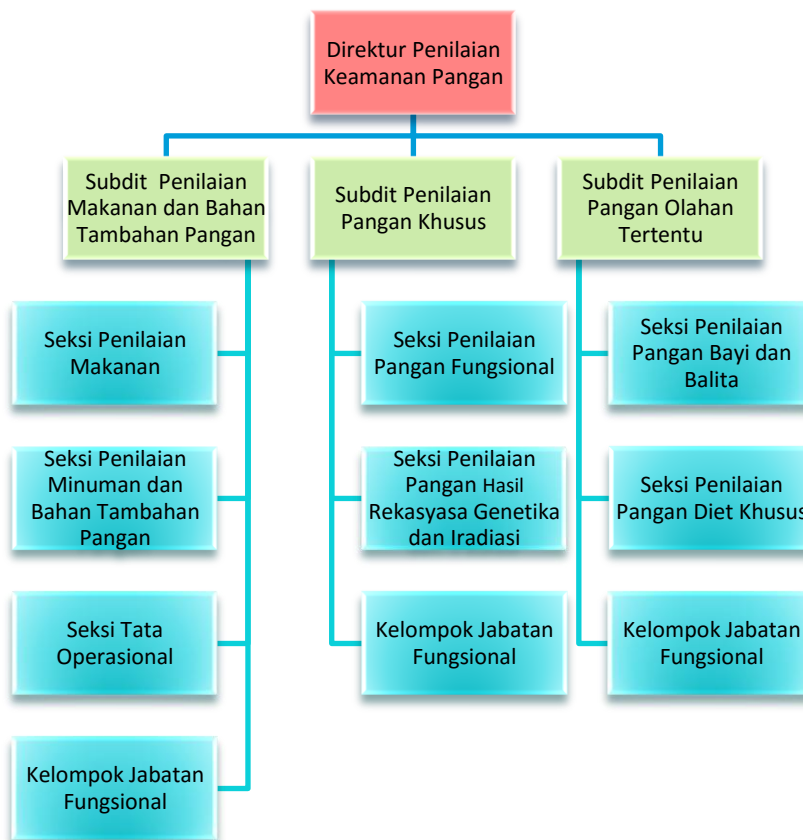 Direktur Penilaian
Keamanan Pangan
Subdit Penilaian
Makanan dan Bahan
Tambahan Pangan
Subdit Penilaian
Pangan Khusus
Subdit Penilaian
Pangan Olahan
Tertentu
Seksi Penilaian
Makanan
Seksi Penilaian
Minuman dan
Bahan Tambahan
Pangan
Seksi Tata
Operasional
Kelompok Jabatan
Fungsional
Seksi Penilaian
Pangan Fungsional
Seksi Penilaian
Pangan Hasil
Rekasyasa Genetika
dan Iradiasi
Kelompok Jabatan
Fungsional
Seksi Penilaian
Pangan Bayi dan
Balita
Seksi Penilaian
Pangan Diet Khusus
Kelompok Jabatan
Fungsional